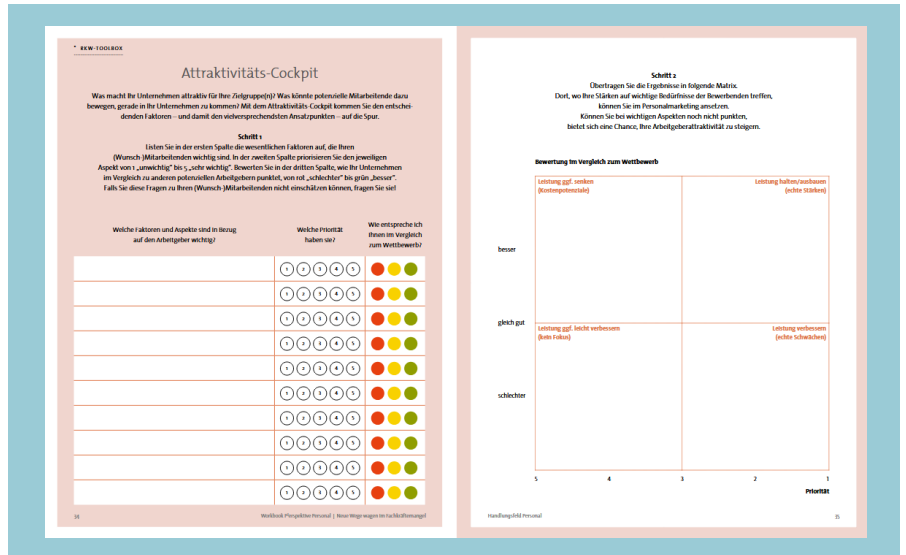 * RKW-TOOLBOX
Attraktivitäts-Cockpit
Was macht Ihr Unternehmen attraktiv für Ihre Zielgruppe(n)? Was könnte potenzielle Mitarbeitende dazu
bewegen, gerade in Ihr Unternehmen zu kommen? Mit dem Attraktivitäts-Cockpit kommen Sie den entschei-
denden Faktoren – und damit den vielversprechendsten Ansatzpunkten – auf die Spur.
Schritt 1
Listen Sie in der ersten Spalte die wesentlichen Faktoren auf, die Ihren
(Wunsch-)Mitarbeitenden wichtig sind. In der zweiten Spalte priorisieren Sie den jeweiligen
Aspekt von 1 „unwichtig" bis 5 „sehr wichtig". Bewerten Sie in der dritten Spalte, wie Ihr Unternehmen
im Vergleich zu anderen potenziellen Arbeitgebern punktet, von rot „schlechter" bis grün „besser".
Falls Sie diese Fragen zu Ihren (Wunsch-)Mitarbeitenden nicht einschätzen können, fragen Sie sie!
Welche Faktoren und Aspekte sind in Bezug
auf den Arbeitgeber wichtig?
Welche Priorität
haben sie?
Wie entspreche ich
ihnen im Vergleich
zum Wettbewerb?
1 2 3 4 5
1 2 3 4 5
1 2 3 4 5
1 2 3 4 5
1 2 3 4 5
1 2 3 4 5
1 2 3 4 5
1 2 3 4 5
1 2 3 4 5
1 2 3 4 5
34
Workbook Perspektive Personal | Neue Wege wagen im Fachkräftemangel
Schritt 2
Übertragen Sie die Ergebnisse in folgende Matrix.
Dort, wo Ihre Stärken auf wichtige Bedürfnisse der Bewerbenden treffen,
können Sie im Personalmarketing ansetzen.
Können Sie bei wichtigen Aspekten noch nicht punkten,
bietet sich eine Chance, Ihre Arbeitgeberattraktivität zu steigern.
Bewertung im Vergleich zum Wettbewerb
Leistung ggf. senken
(Kostenpotenziale)
Leistung halten/ausbauen
(echte Stärken)
besser
gleich gut
Leistung ggf. leicht verbessern
(kein Fokus)
Leistung verbessern
(echte Schwächen)
schlechter
5 4 3 2 1
Priorität
Handlungsfeld Personal
35